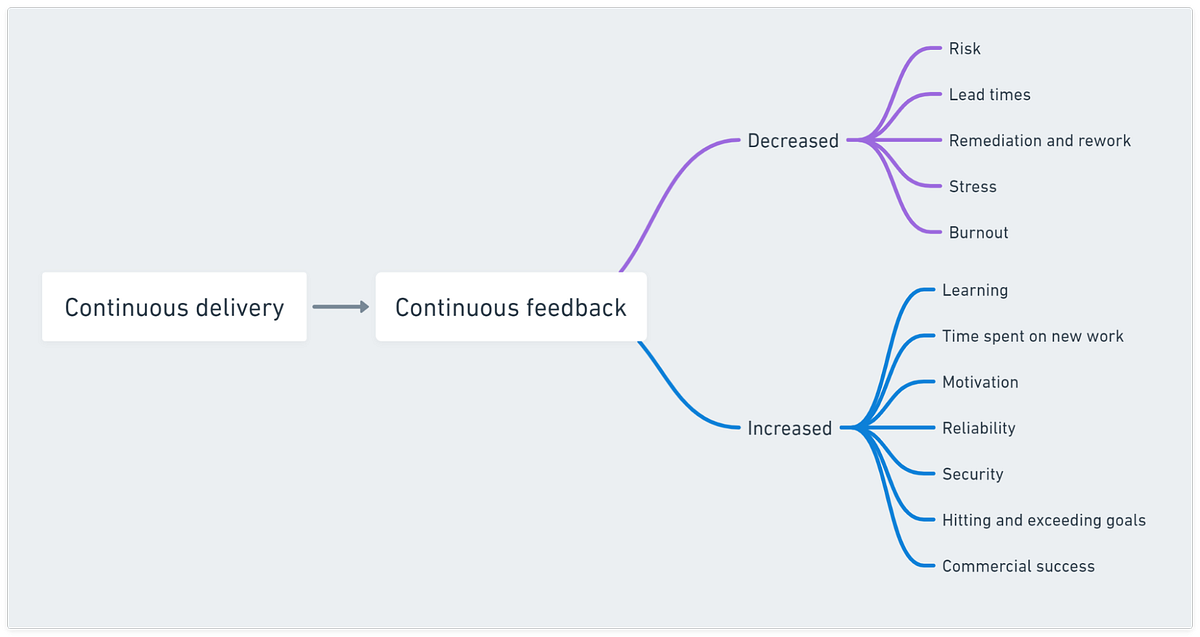 Continuous delivery
Continuous feedback
Decreased
Risk
Lead times
Remediation and rework
Stress
Burnout
Increased
Learning
Time spent on new work
Motivation
Reliability
Security
Hitting and exceeding goals
Commercial success